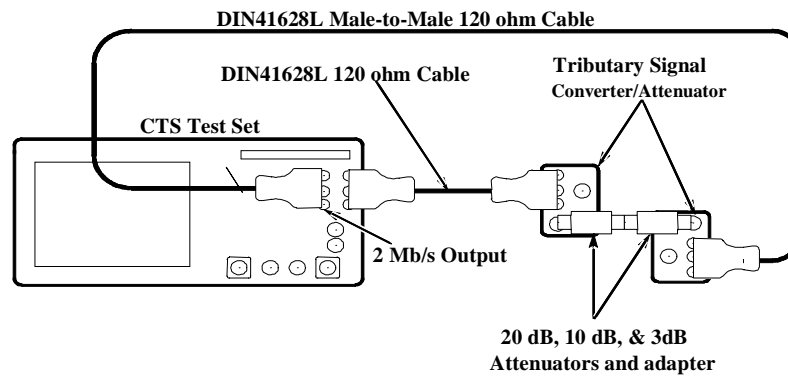 DIN41628L Male-to-Male 120 ohm Cable
DIN41628L 120 ohm Cable
Tributary Signal
Converter/Attenuator
CTS Test Set
2 Mb/s Output
20 dB, 10 dB, & 3dB
Attenuators and adapter